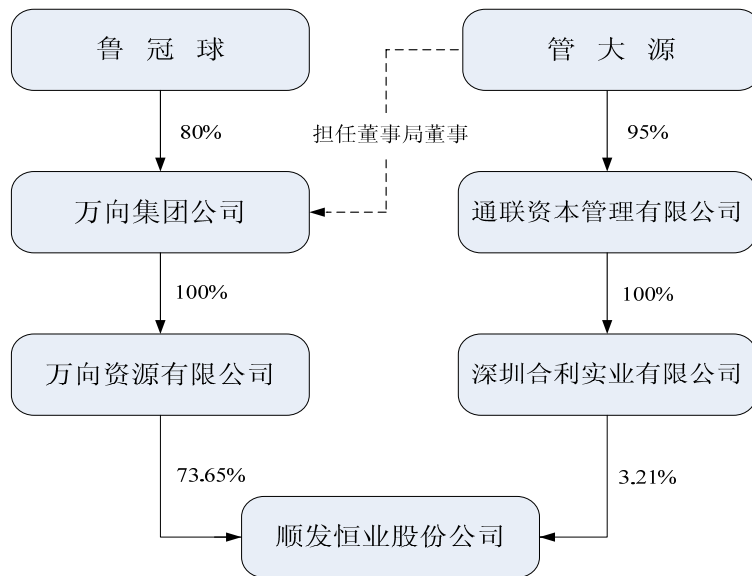 鲁 冠 球
管 大 源
80%
担任董事局董事
95%
万向集团公司
通联资本管理有限公司
100%
100%
万向资源有限公司
深圳合利实业有限公司
73.65%
3.21%
顺发恒业股份公司